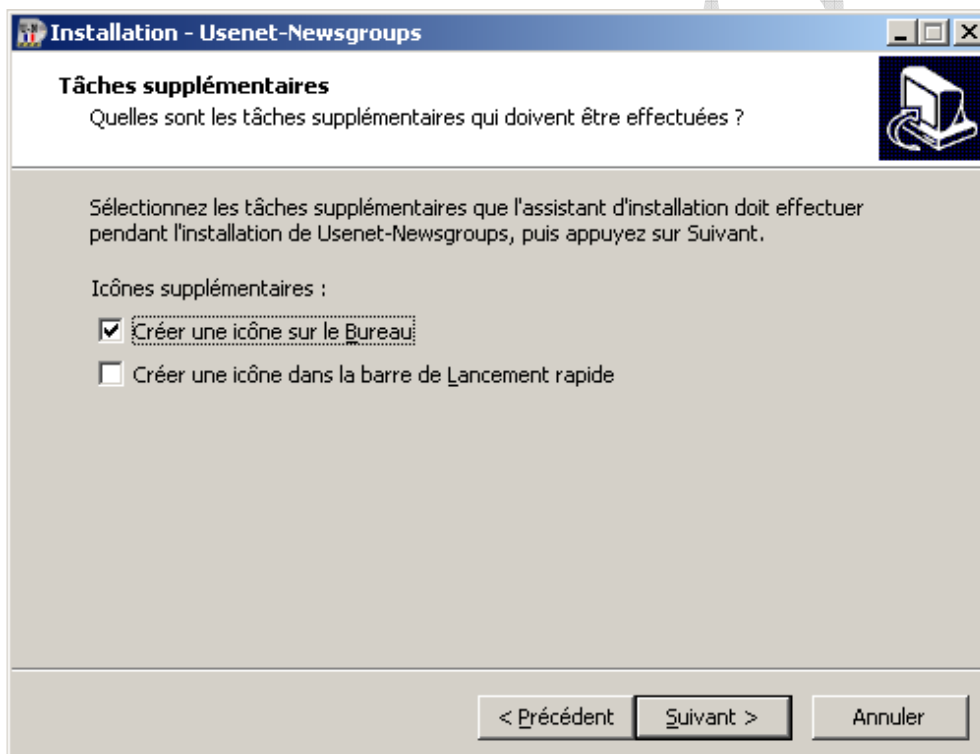 Installation - Usenet-Newsgroups
Tâches supplémentaires
Quelles sont les tâches supplémentaires qui doivent être effectuées ?
Sélectionnez les tâches supplémentaires que l'assistant d'installation doit effectuer
pendant l'installation de Usenet-Newsgroups, puis appuyez sur Suivant.
Icônes supplémentaires :
Créer une icône sur le Bureau
Créer une icône dans la barre de Lancement rapide
< Précédent
Suivant >
Annuler